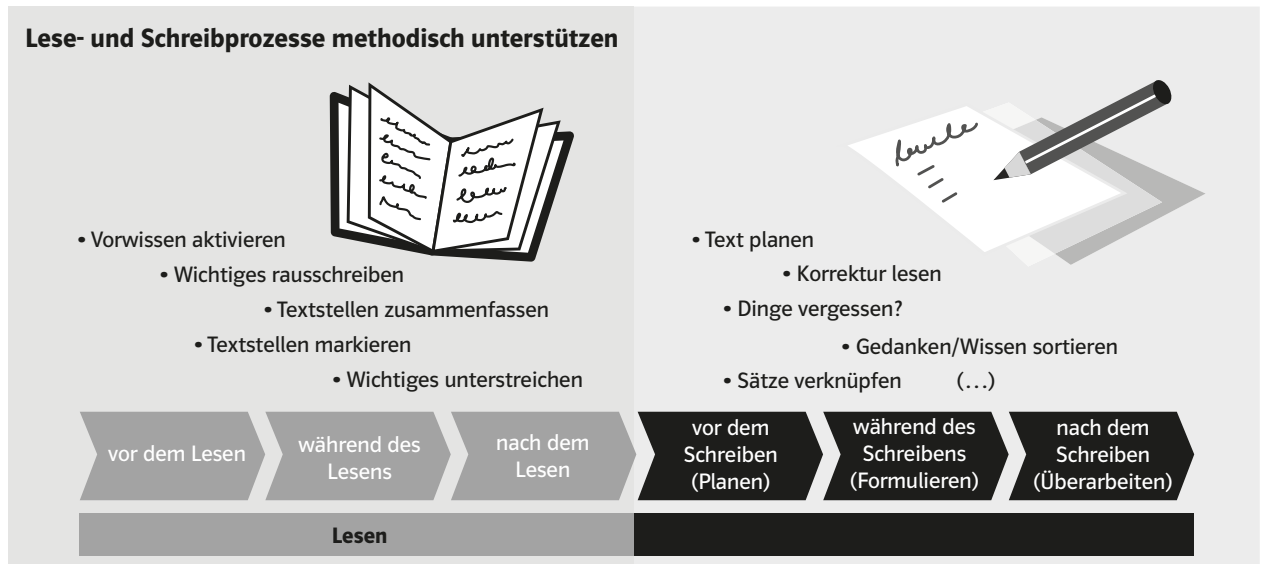 Lese- und Schreibprozesse methodisch unterstützen
• Vorwissen aktivieren
• Wichtiges rausschreiben
• Textstellen zusammenfassen
• Textstellen markieren
• Wichtiges unterstreichen
• Text planen
• Korrektur lesen
• Dinge vergessen?
• Gedanken/Wissen sortieren
• Sätze verknüpfen (…)
vor dem Lesen
während des
Lesens
nach dem
Lesen
vor dem
Schreiben
(Planen)
während des
Schreibens
(Formulieren)
nach dem
Schreiben
(Überarbeiten)
Lesen